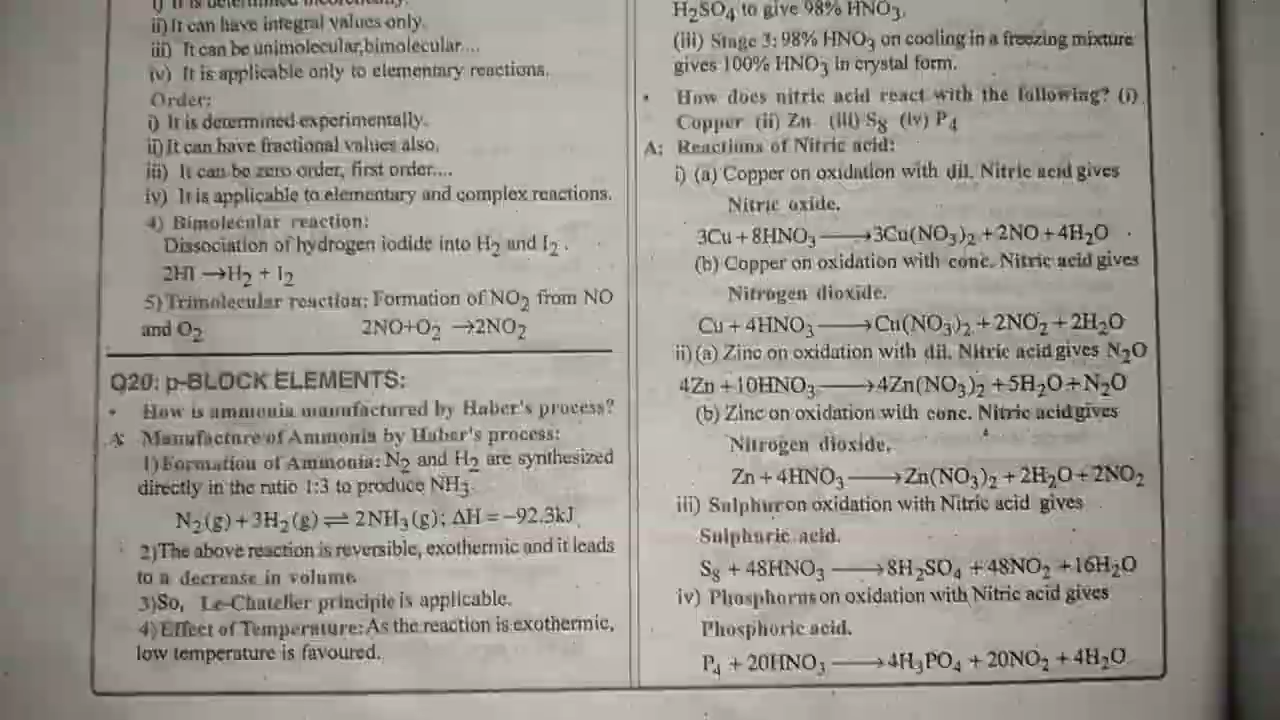 i) It is determined theoretically.
ii) It can have integral values only.
iii) It can be unimolecular,bimolecular....
iv) It is applicable only to elementary reactions.
Order:
i) It is determined experimentally.
ii) It can have fractional values also.
iii) It can be zero order, first order....
iv) It is applicable to elementary and complex reactions.
4) Bimolecular reaction:
Dissociation of hydrogen iodide into H₂ and I₂.
2HI → H₂ + I₂
5) Trimolecular reaction: Formation of NO₂ from NO
and O₂ 2NO+O₂ →2NO₂
Q20: p-BLOCK ELEMENTS:
• How is ammonia manufactured by Haber's process?
A: Manufacture of Ammonia by Haber's process:
1) Formation of Ammonia: N₂ and H₂ are synthesized
directly in the ratio 1:3 to produce NH₃.
N₂(g)+3H₂(g) ⇌ 2NH₃(g); ΔH = −92.3kJ
2)The above reaction is reversible, exothermic and it leads
to a decrease in volume.
3)So, Le-Chatelier principle is applicable.
4) Effect of Temperature: As the reaction is exothermic,
low temperature is favoured.
H₂SO₄ to give 98% HNO₃.
(iii) Stage 3: 98% HNO₃ on cooling in a freezing mixture
gives 100% HNO₃ in crystal form.
• How does nitric acid react with the following? (i)
Copper (ii) Zn (iii) S₈ (iv) P₄
A: Reactions of Nitric acid:
i) (a) Copper on oxidation with dil. Nitric acid gives
Nitric oxide.
3Cu + 8HNO₃ ⟶ 3Cu(NO₃)₂ + 2NO + 4H₂O
(b) Copper on oxidation with conc. Nitric acid gives
Nitrogen dioxide.
Cu + 4HNO₃ ⟶ Cu(NO₃)₂ + 2NO₂ + 2H₂O
ii) (a) Zinc on oxidation with dil. Nitric acid gives N₂O
4Zn + 10HNO₃ ⟶ 4Zn(NO₃)₂ + 5H₂O + N₂O
(b) Zinc on oxidation with conc. Nitric acid gives
Nitrogen dioxide.
Zn + 4HNO₃ ⟶ Zn(NO₃)₂ + 2H₂O + 2NO₂
iii) Sulphur on oxidation with Nitric acid gives
Sulphuric acid.
S₈ + 48HNO₃ ⟶ 8H₂SO₄ + 48NO₂ + 16H₂O
iv) Phosphorus on oxidation with Nitric acid gives
Phosphoric acid.
P₄ + 20HNO₃ ⟶ 4H₃PO₄ + 20NO₂ + 4H₂O